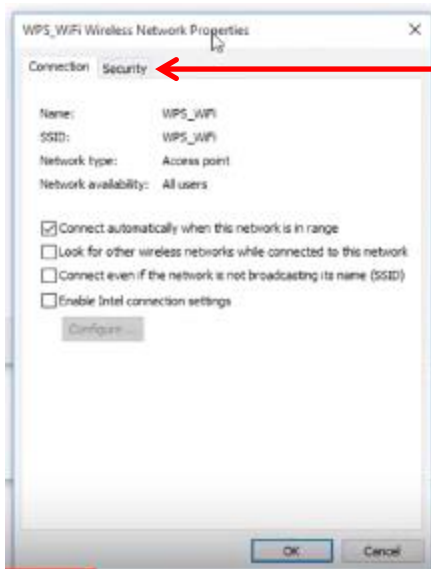 WPS_WiFi Wireless Network Properties
Connection Security
Name: WPS_WiFi
SSID: WPS_WiFi
Network type: Access point
Network availability: All users
Connect automatically when this network is in range
Look for other wireless networks while connected to this network
Connect even if the network is not broadcasting its name (SSID)
Enable Intel connection settings
Configure ...
OK Cancel